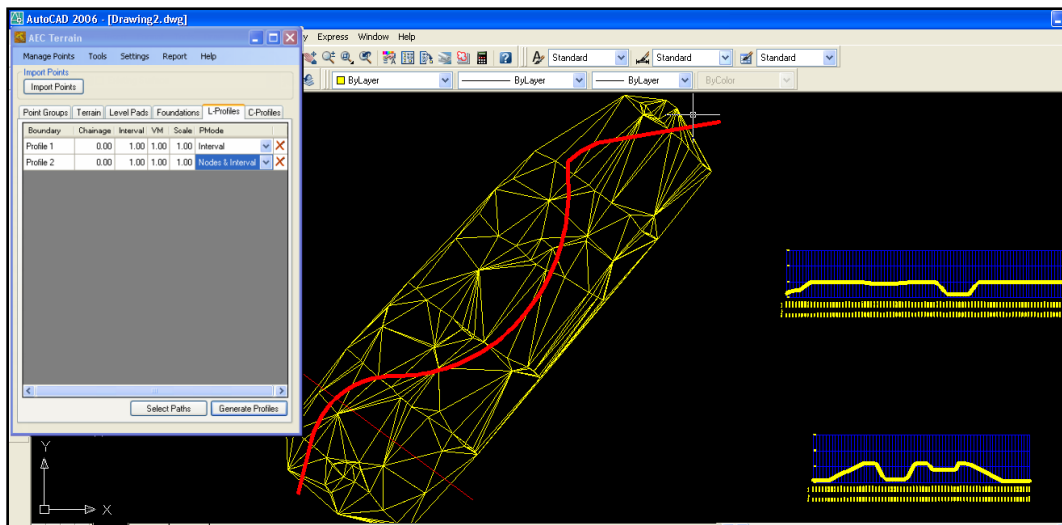 AutoCAD 2006 - [Drawing2.dwg]
AEC Terrain
Express Window Help
Manage Points Tools Settings Report Help
Import Points
Import Points
Standard Standard Standard
ByLayer ByLayer ByLayer ByColor
Point Groups Terrain Level Pads Foundations L-Profiles C-Profiles
Boundary Chainage Interval VM Scale PMode
Profile 1 0.00 1.00 1.00 1.00 Interval
Profile 2 0.00 1.00 1.00 1.00 Nodes & Interval
Select Paths Generate Profiles
Y
X